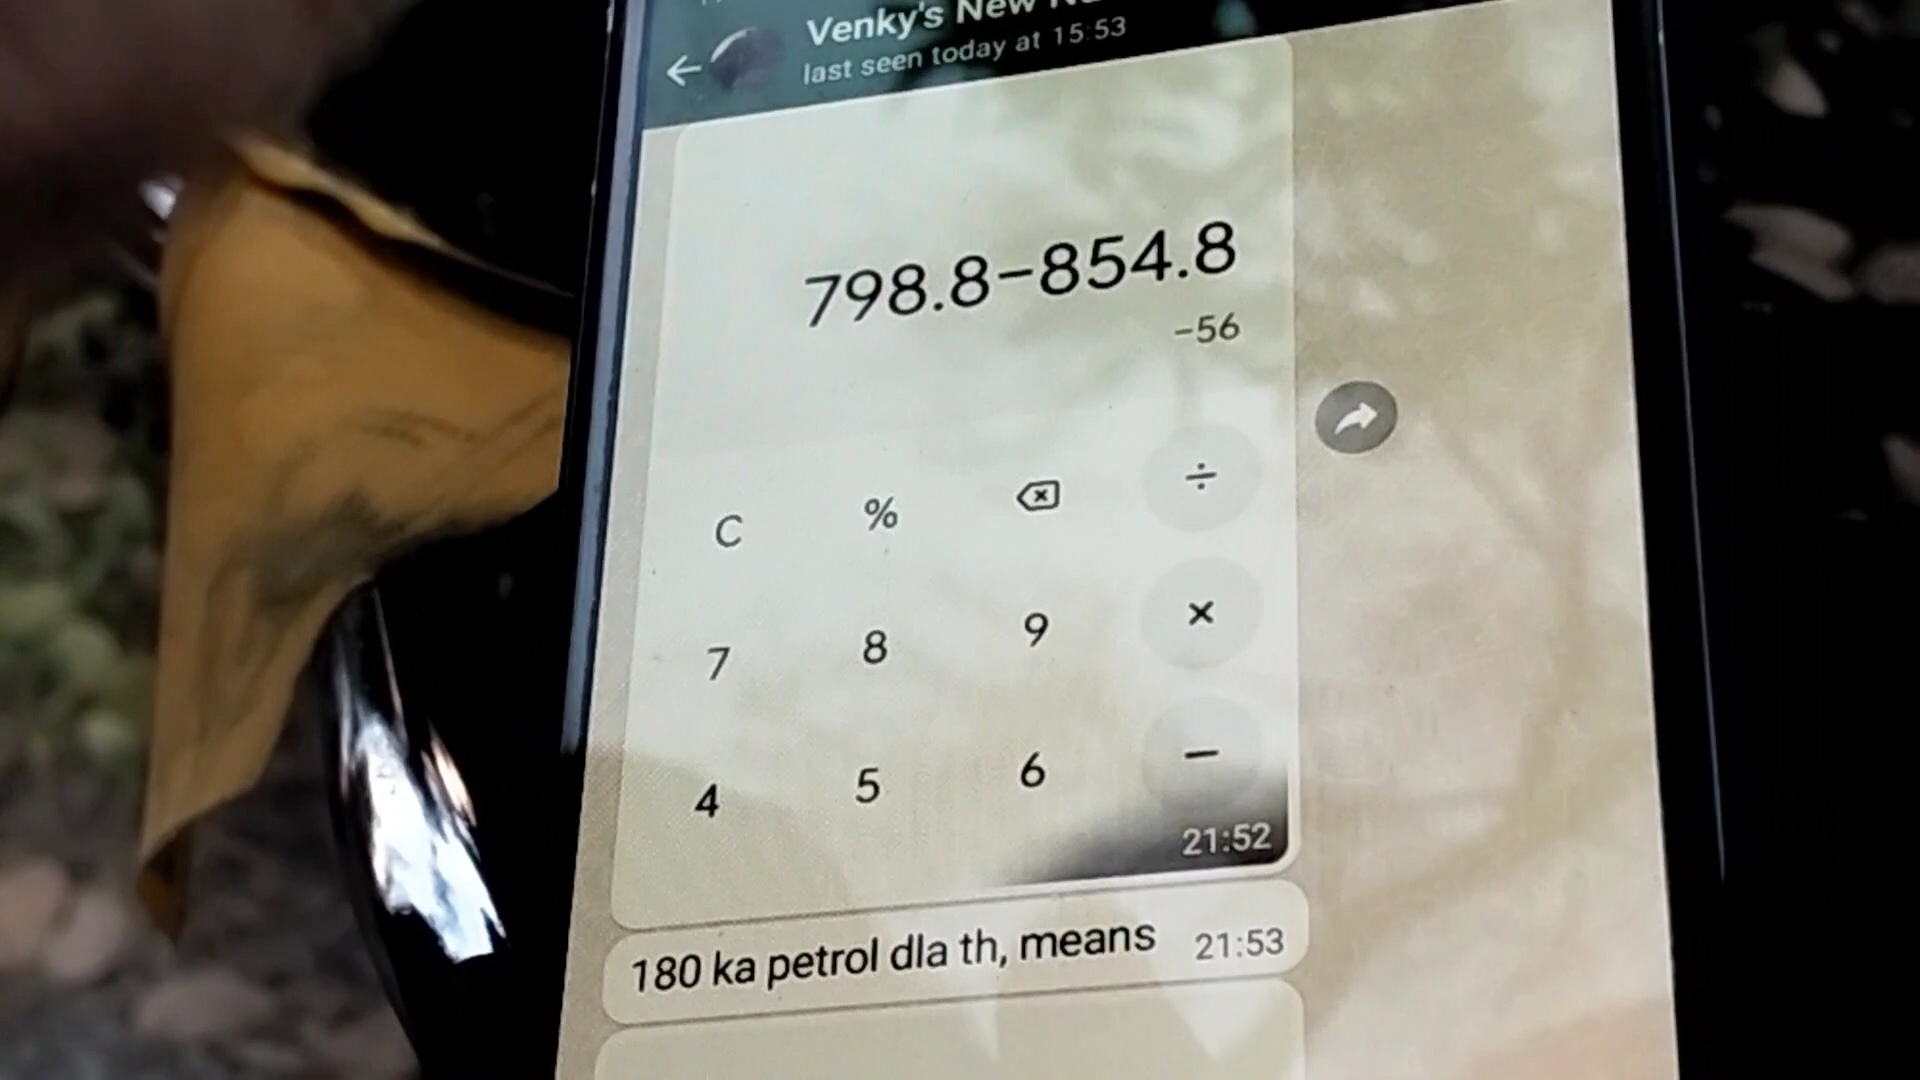 Venky's New
last seen today at 15:53
798.8–854.8
-56
C % ÷
7 8 9 ×
4 5 6 –
21:52
180 ka petrol dla th, means 21:53